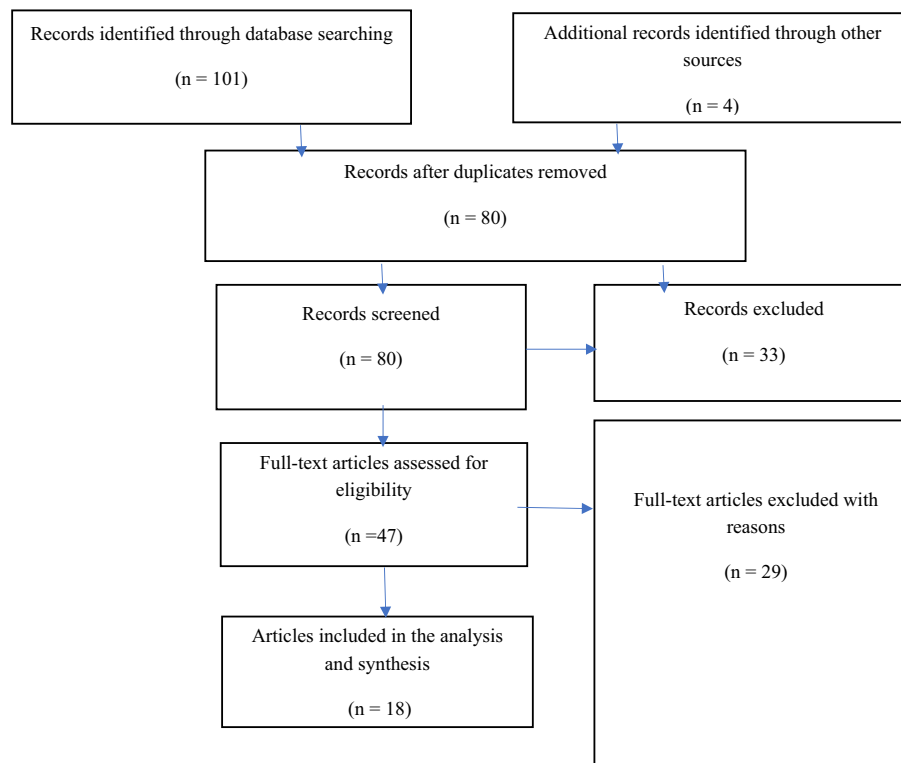 Records identified through database searching
(n = 101)
Additional records identified through other
sources
(n = 4)
Records after duplicates removed
(n = 80)
Records screened
(n = 80)
Records excluded
(n = 33)
Full-text articles assessed for
eligibility
(n =47)
Full-text articles excluded with
reasons
(n = 29)
Articles included in the analysis
and synthesis
(n = 18)